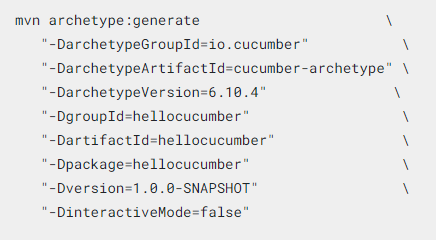 mvn archetype:generate                      \
   "-DarchetypeGroupId=io.cucumber"           \
   "-DarchetypeArtifactId=cucumber-archetype" \
   "-DarchetypeVersion=6.10.4"               \
   "-DgroupId=hellocucumber"                  \
   "-DartifactId=hellocucumber"               \
   "-Dpackage=hellocucumber"                  \
   "-Dversion=1.0.0-SNAPSHOT"                 \
   "-DinteractiveMode=false"